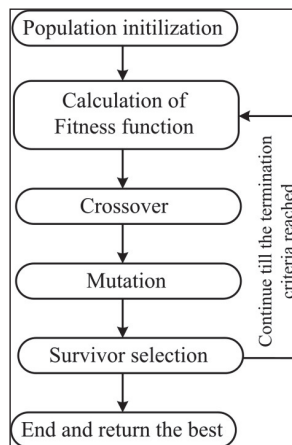 Population initilization
Calculation of
Fitness function
Crossover
Mutation
Survivor selection
End and return the best
Continue till the termination
criteria reached